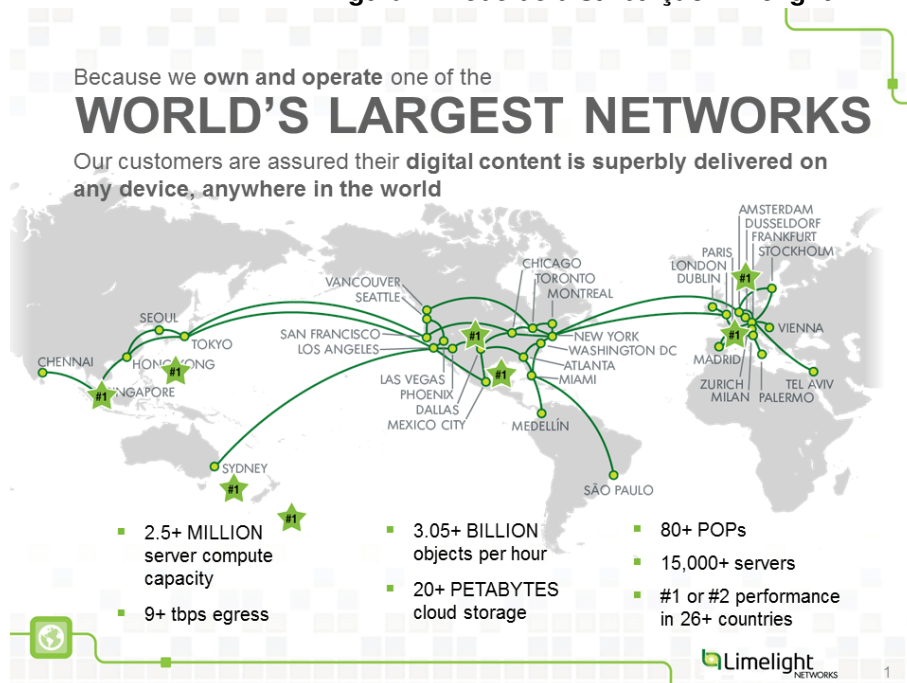 Because we own and operate one of the
WORLD'S LARGEST NETWORKS
Our customers are assured their digital content is superbly delivered on
any device, anywhere in the world
AMSTERDAM
DUSSELDORF
FRANKFURT
STOCKHOLM
PARIS
LONDON
DUBLIN
#1
CHICAGO
TORONTO
MONTREAL
VANCOUVER
SEATTLE
SEOUL
TOKYO
SAN FRANCISCO
LOS ANGELES
#1
NEW YORK
WASHINGTON DC
ATLANTA
MIAMI
#1
VIENNA
MADRID
CHENNAI
#1
#1
#1
LAS VEGAS
PHOENIX
DALLAS
MEXICO CITY
MEDELLÍN
ZURICH
MILAN
TEL AVIV
PALERMO
SYDNEY
#1
#1
SÃO PAULO
2.5+ MILLION
server compute
capacity
9+ tbps egress
3.05+ BILLION
objects per hour
20+ PETABYTES
cloud storage
80+ POPs
15,000+ servers
#1 or #2 performance
in 26+ countries
Limelight
NETWORKS
1